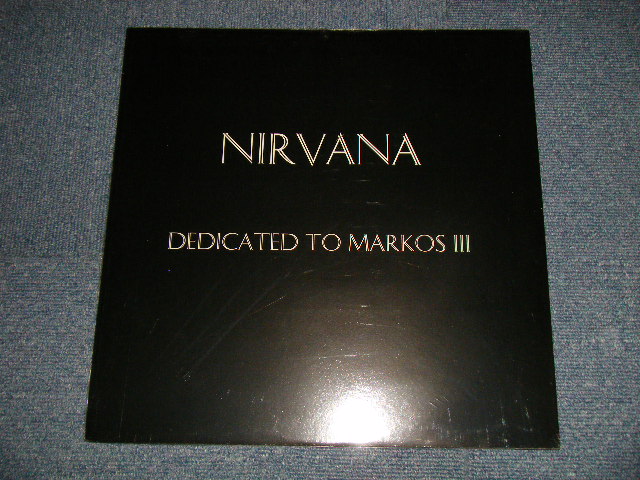 NIRVANA
DEDICATED TO MARKOS III